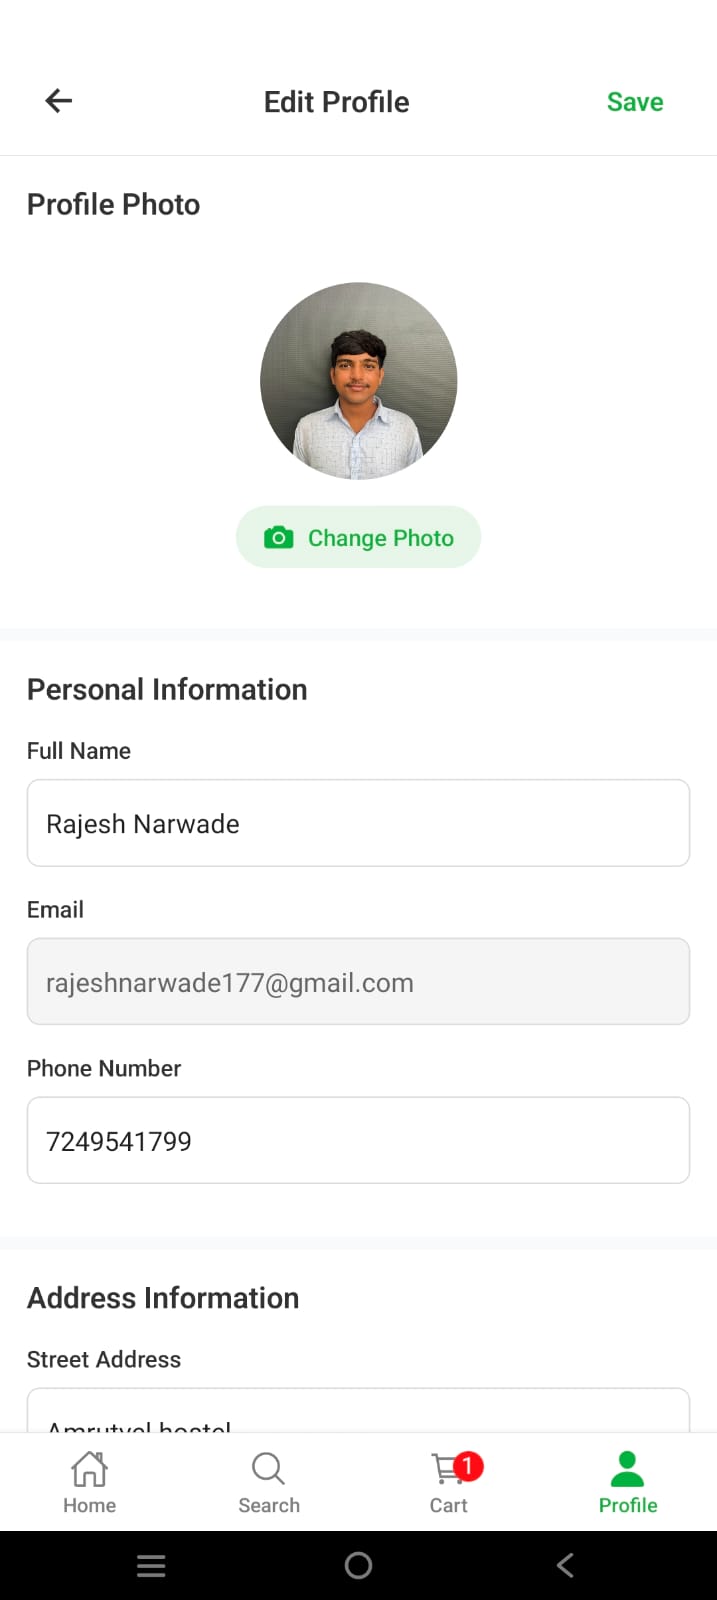 Edit Profile
Save
Profile Photo
Change Photo
Personal Information
Full Name
Rajesh Narwade
Email
rajeshnarwade177@gmail.com
Phone Number
7249541799
Address Information
Street Address
hostel
1
Home
Search
Cart
Profile